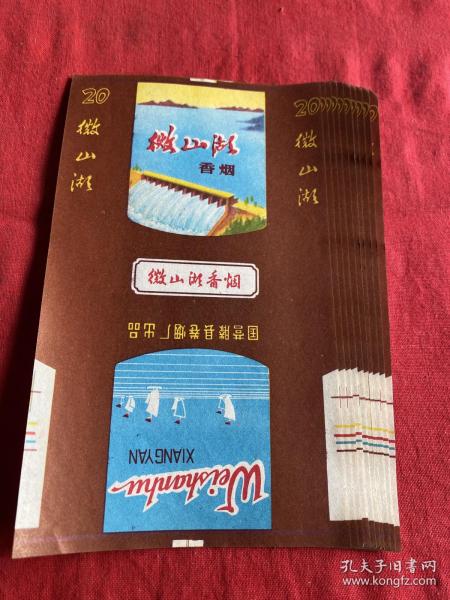 20
微山湖
微山湖
香烟
20
微山湖
微山湖香烟
国营滕县卷烟厂出品
Weishanhu
XIANGYAN
孔夫子旧书网
www.kongfz.com